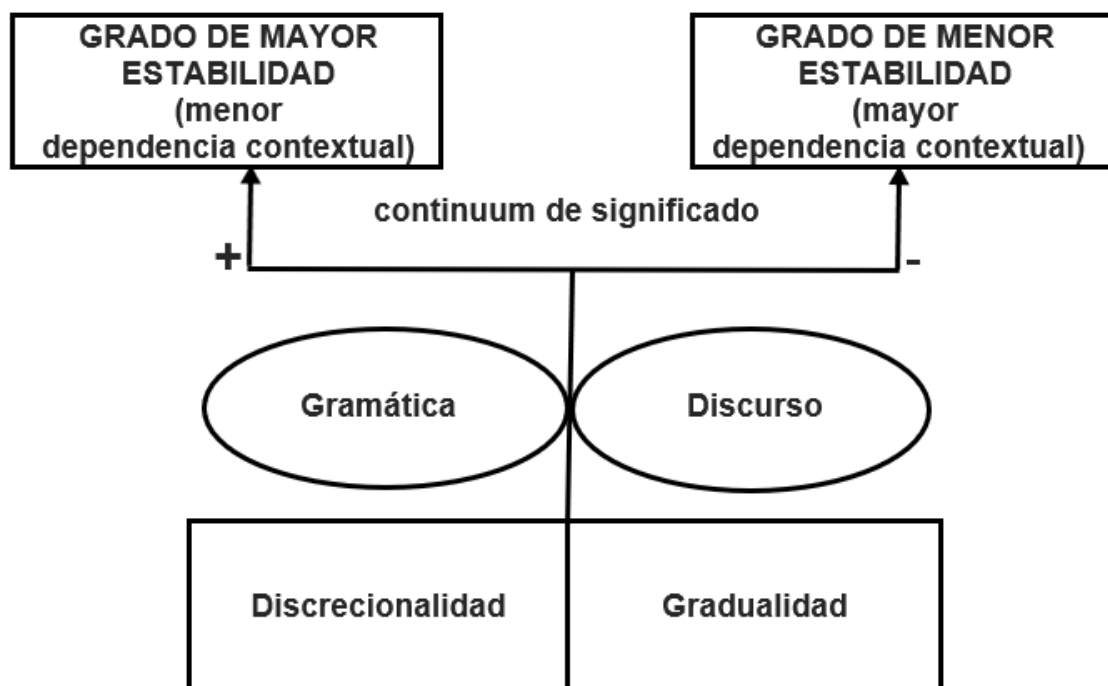 GRADO DE MAYOR
ESTABILIDAD
(menor
dependencia contextual)
GRADO DE MENOR
ESTABILIDAD
(mayor
dependencia contextual)
continuum de significado
+
-
Gramática
Discurso
Discrecionalidad
Gradualidad